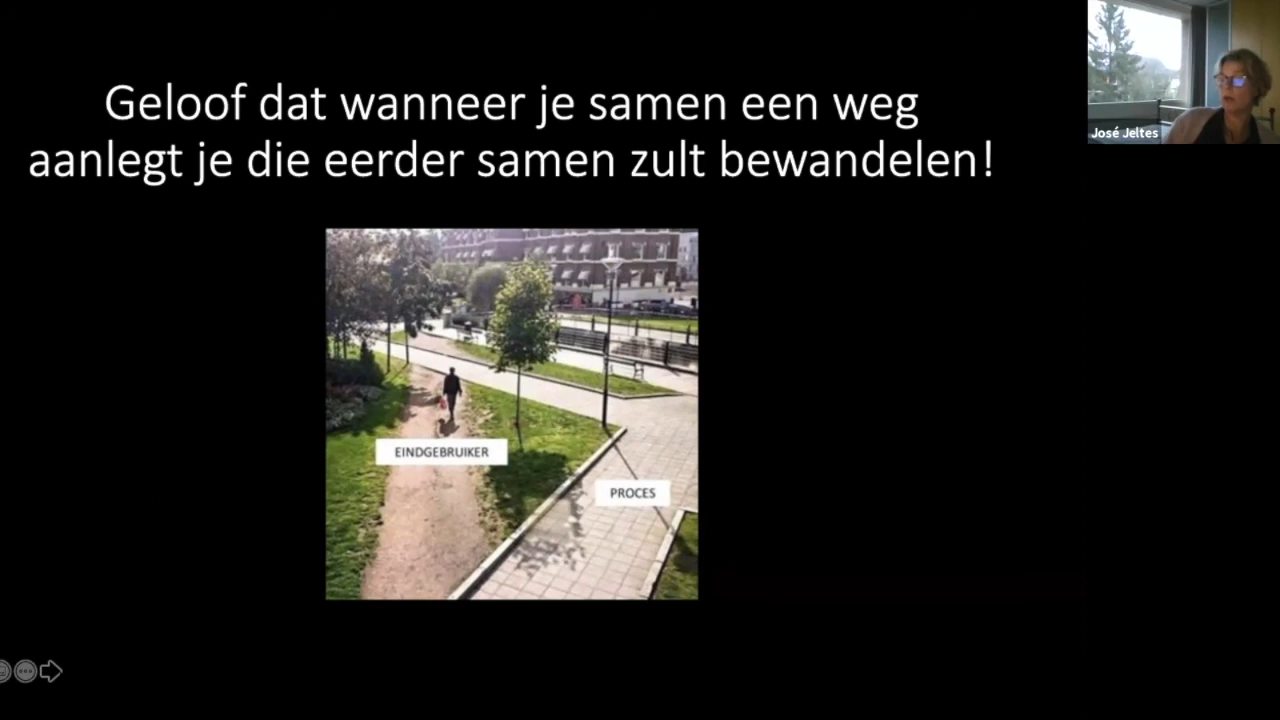 Geloof dat wanneer je samen een weg
aanlegt je die eerder samen zult bewandelen!
José Jeltes
EINDGEBRUIKER
PROCES